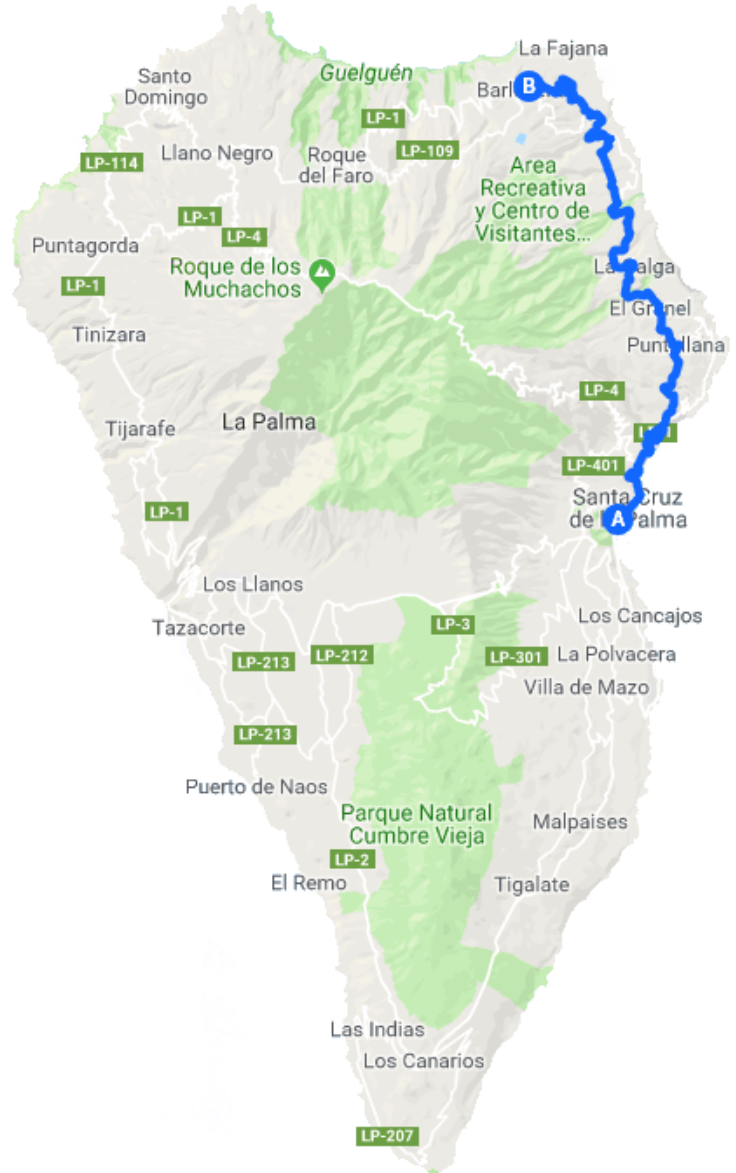 La Fajana
Santo
Domingo
Guelguén
B
LP-1
LP-114
Llano Negro
Roque
del Faro
LP-109
Area
Recreativa
y Centro de
Visitantes...
LP-1
LP-4
Puntagorda
Roque de los
Muchachos
LP-1
El
Tinizara
LP-4
Tijarafe
La Palma
LP-401
Santa Cruz
de Palma
A
LP-1
Los Llanos
Tazacorte
LP-3
Los Cancajos
LP-213
LP-212
LP-301
La Polvacera
Villa de Mazo
LP-213
Puerto de Naos
Parque Natural
Cumbre Vieja
Malpaises
LP-2
El Remo
Tigalate
Las Indias
Los Canarios
LP-207